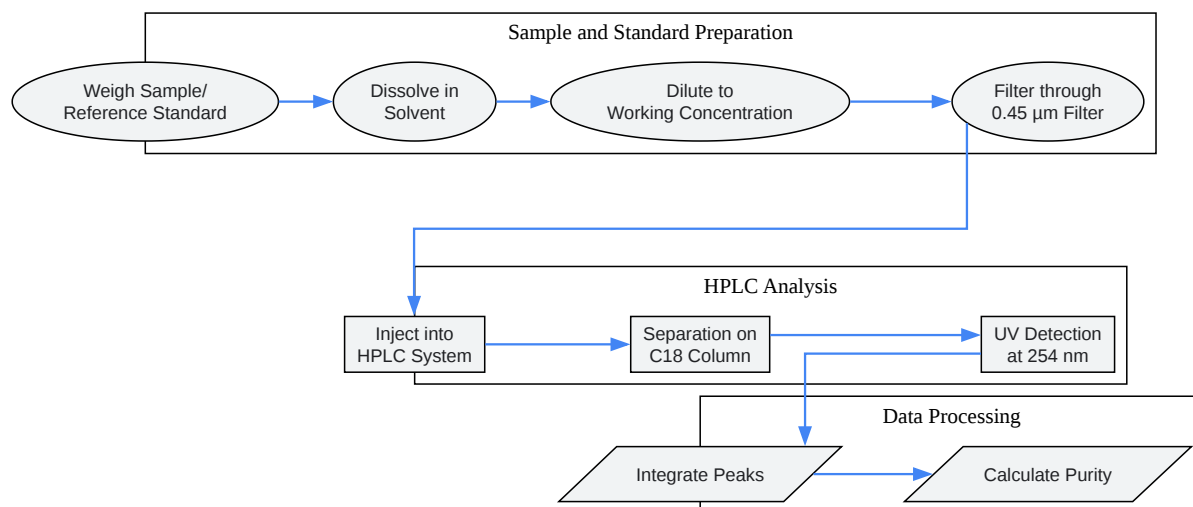 Sample and Standard Preparation
Weigh Sample/
Reference Standard
Dissolve in
Solvent
Dilute to
Working Concentration
Filter through
0.45 µm Filter
HPLC Analysis
Inject into
HPLC System
Separation on
C18 Column
UV Detection
at 254 nm
Data Processing
Integrate Peaks
Calculate Purity